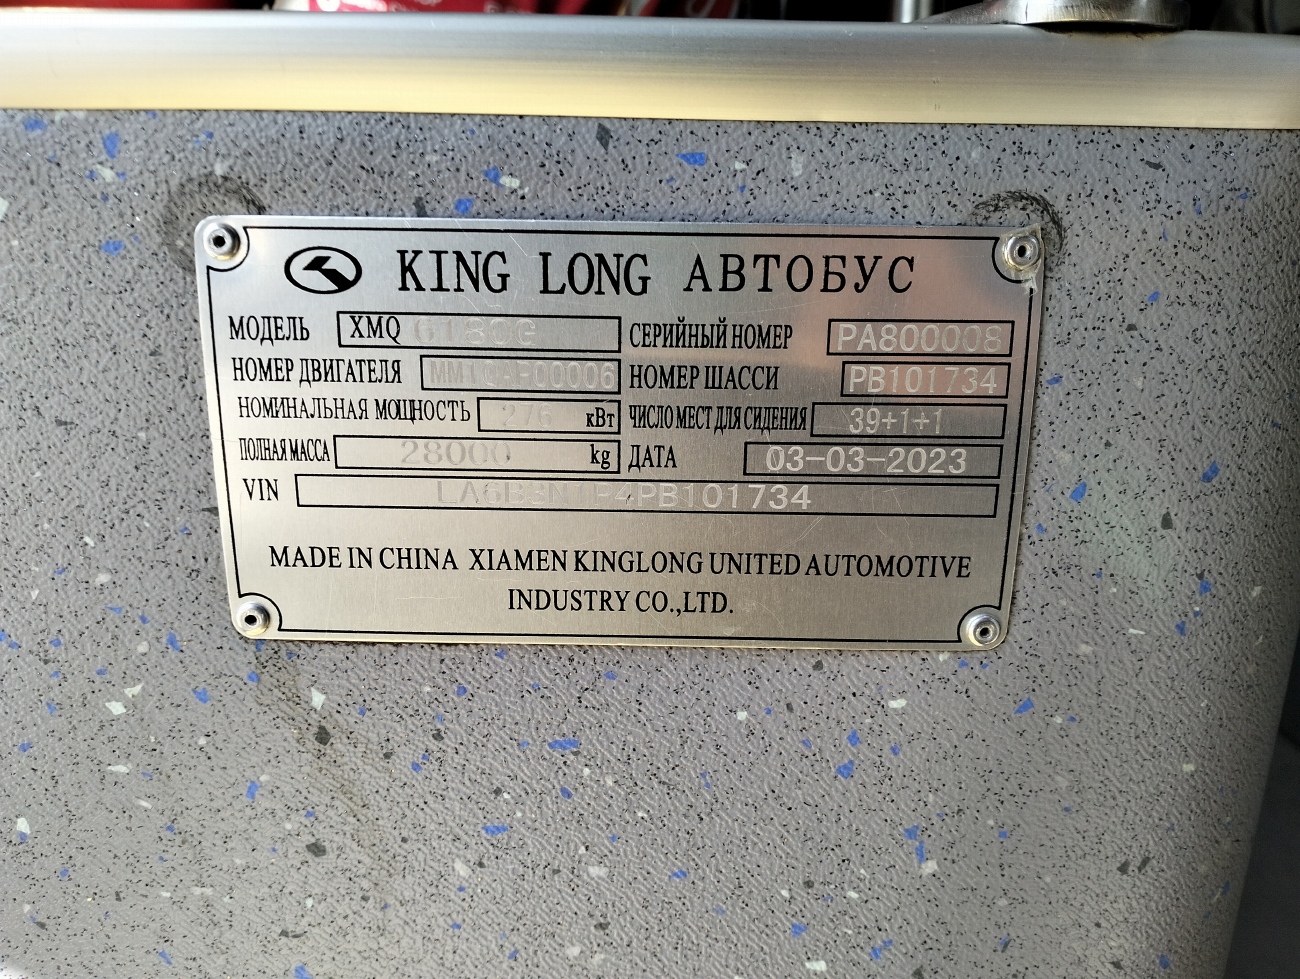 KING LONG АВТОБУС
МОДЕЛЬ XMQ 6180G СЕРИЙНЫЙ НОМЕР PA800008
НОМЕР ДВИГАТЕЛЯ НОМЕР ШАССИ PB101734
НОМИНАЛЬНАЯ МОЩНОСТЬ 276 кВт ЧИСЛО МЕСТ ДЛЯ СИДЕНИЯ 39+1+1
ПОЛНАЯ МАССА 28000 kg ДАТА 03-03-2023
VIN
MADE IN CHINA XIAMEN KINGLONG UNITED AUTOMOTIVE
INDUSTRY CO.,LTD.